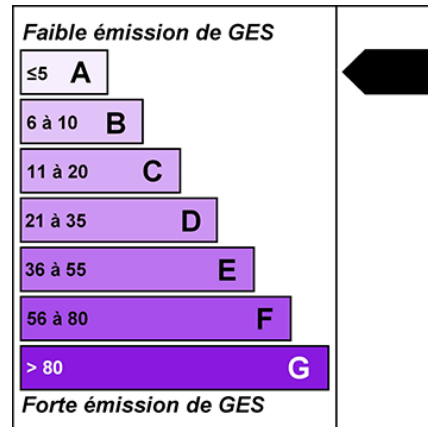 Faible émission de GES
≤5 A
6 à 10 B
11 à 20 C
21 à 35 D
36 à 55 E
56 à 80 F
> 80 G
Forte émission de GES